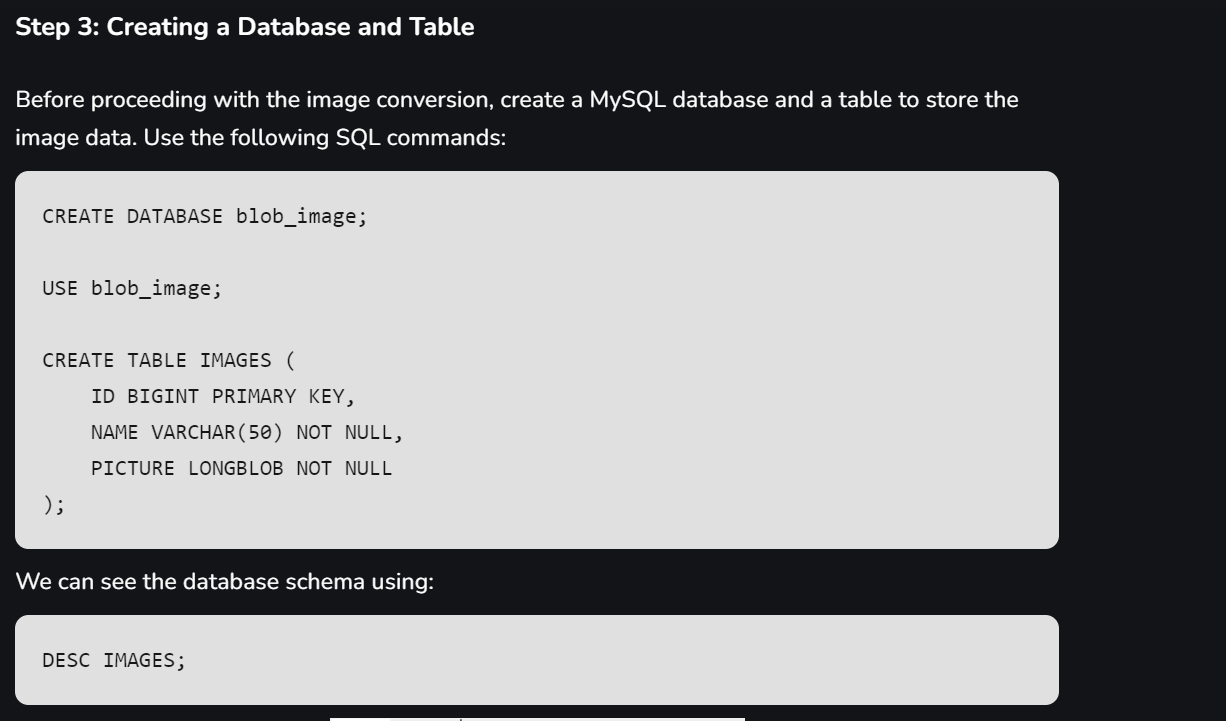 Step 3: Creating a Database and Table
Before proceeding with the image conversion, create a MySQL database and a table to store the
image data. Use the following SQL commands:
CREATE DATABASE blob_image;
USE blob_image;
CREATE TABLE IMAGES (
    ID BIGINT PRIMARY KEY,
    NAME VARCHAR(50) NOT NULL,
    PICTURE LONGBLOB NOT NULL
);
We can see the database schema using:
DESC IMAGES;